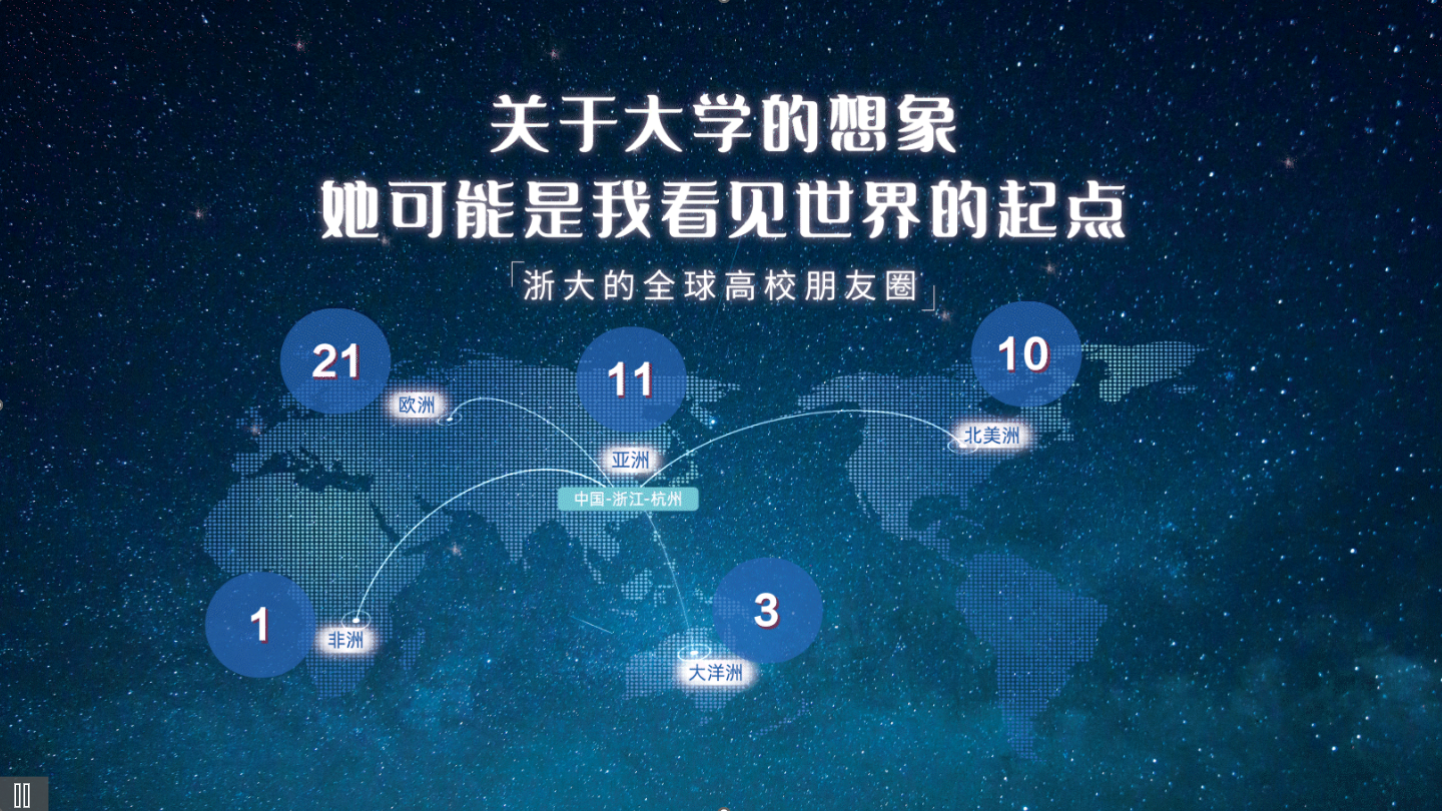 关于大学的想象
她可能是我看见世界的起点
「浙大的全球高校朋友圈」
21
11
10
欧洲
北美洲
亚洲
中国-浙江-杭州
1
3
非洲
大洋洲